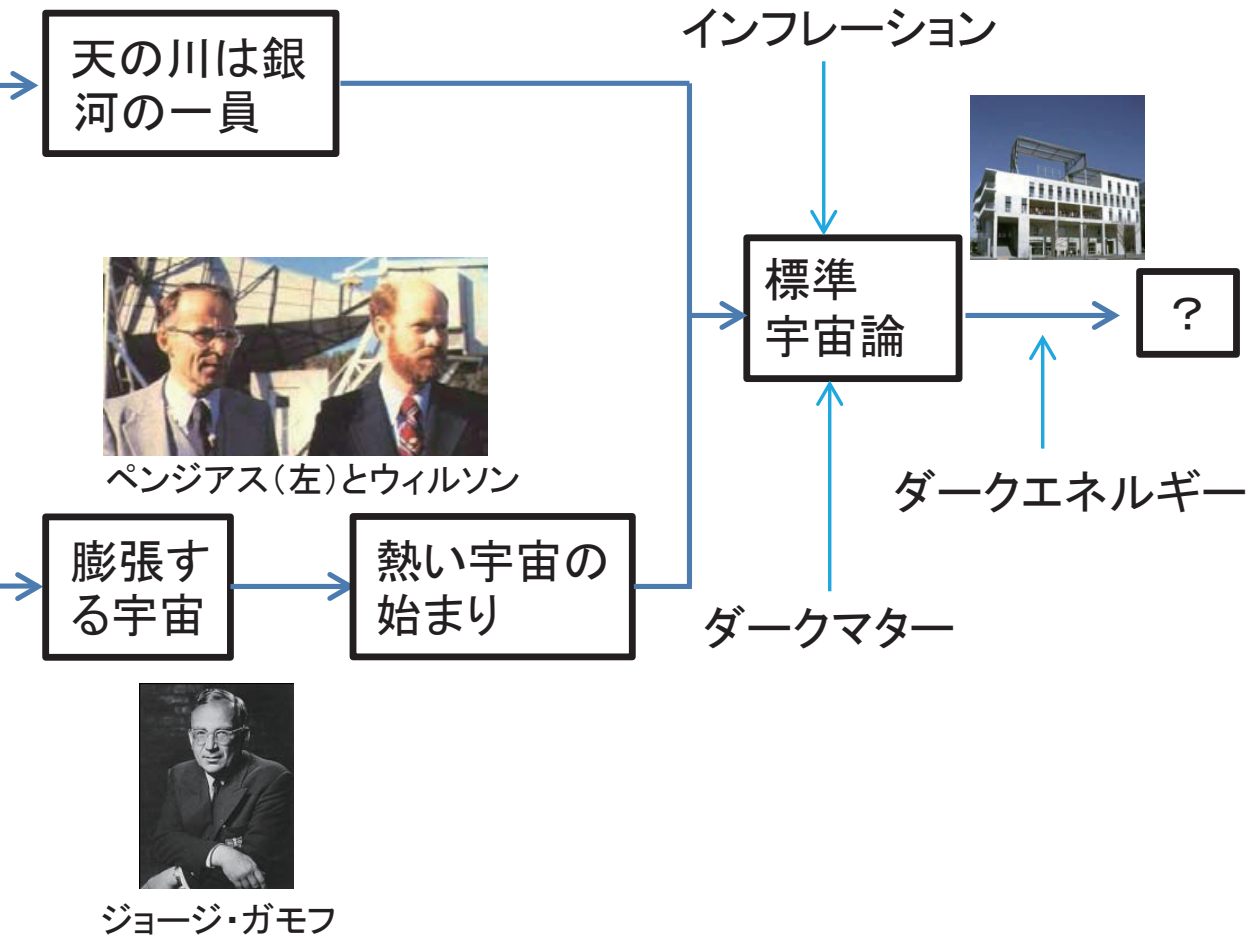 インフレーション
天の川は銀
河の一員
標準
宇宙論
？
ペンジアス（左）とウィルソン
ダークエネルギー
膨張す
る宇宙
熱い宇宙の
始まり
ダークマター
ジョージ・ガモフ